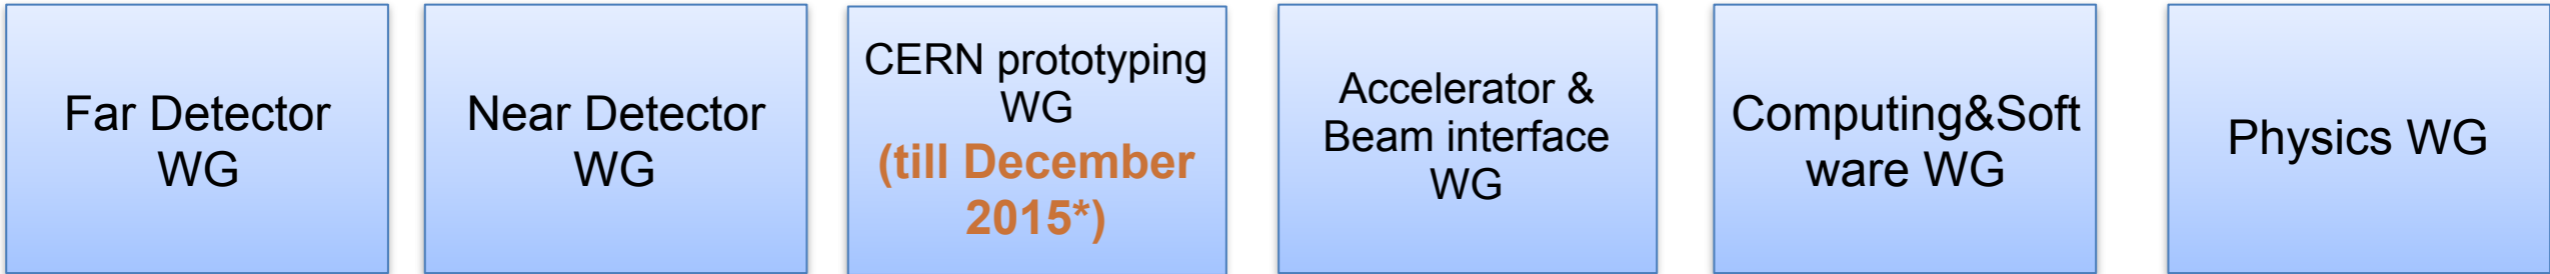 Far Detector
WG
Near Detector
WG
CERN prototyping
WG
(till December
2015*)
Accelerator &
Beam interface
WG
Computing&Soft
ware WG
Physics WG